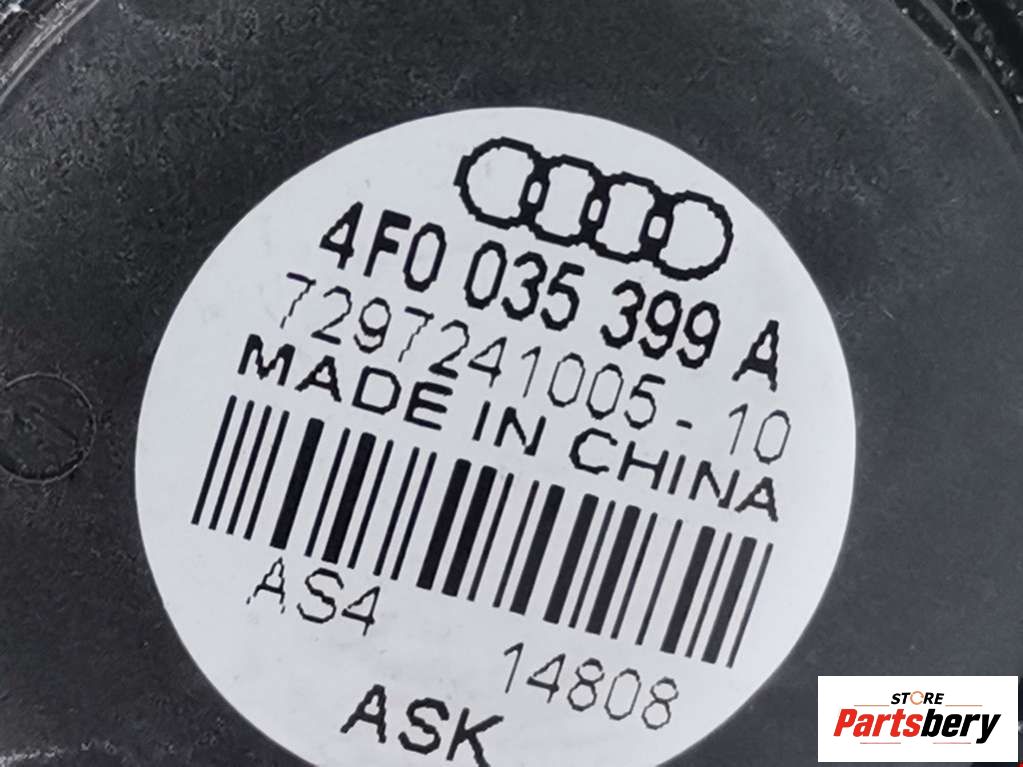 4F0 035 399 A
7297241005-10
MADE IN CHINA
AS4 14808
ASK
STORE
Partsbery